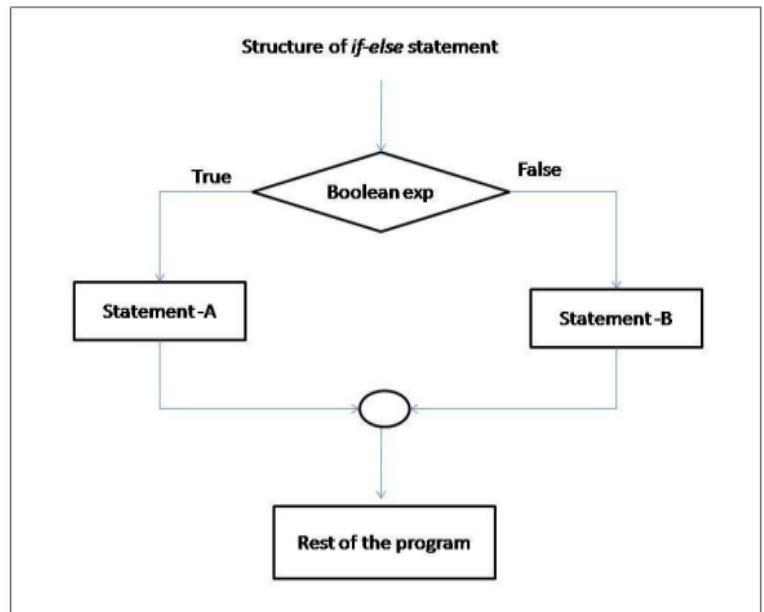 Structure of if-else statement
True
False
Boolean exp
Statement-A
Statement-B
Rest of the program